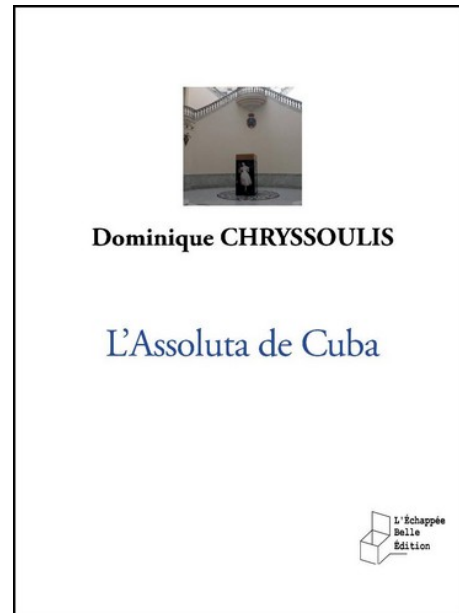 Dominique CHRYSSOULIS
L'Assoluta de Cuba
L'Échappée
Belle
Édition